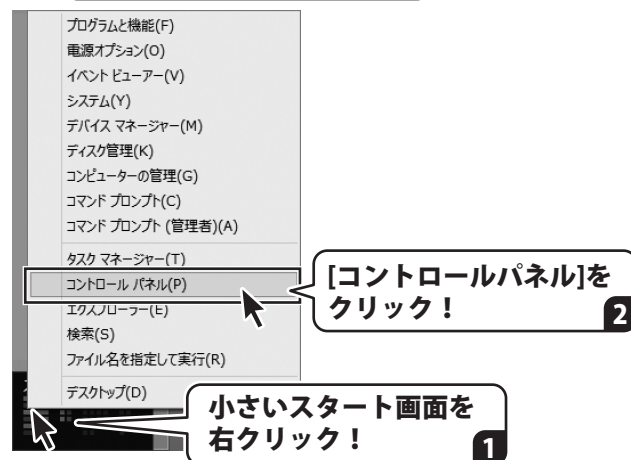 プログラムと機能(F)
電源オプション(O)
イベント ビューアー(V)
システム(Y)
デバイス マネージャー(M)
ディスク管理(K)
コンピューターの管理(G)
コマンド プロンプト(C)
コマンド プロンプト (管理者)(A)
タスク マネージャー(T)
コントロール パネル(P)
エクスプローラー(E)
検索(S)
ファイル名を指定して実行(R)
デスクトップ(D)
[コントロールパネル]を
クリック！
2
小さいスタート画面を
右クリック！
1